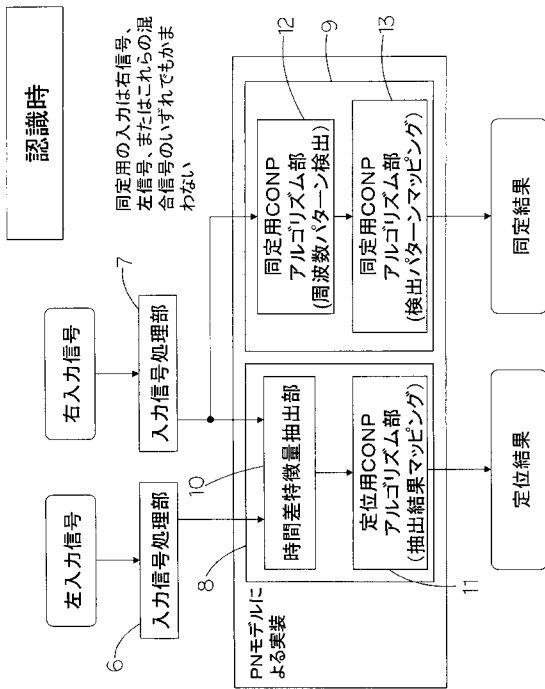 認識時
同定用の入力は右信号、
左信号、またはこれらの混
合信号のいずれでもかま
わない
左入力信号
右入力信号
6
入力信号処理部
7
入力信号処理部
PNモデルに
よる実装
8
10
時間差特徴量抽出部
定位用CONP
アルゴリズム部
(抽出結果マッピング)
11
9
12
同定用CONP
アルゴリズム部
(周波数パターン検出)
13
同定用CONP
アルゴリズム部
(検出パターンマッピング)
定位結果
同定結果